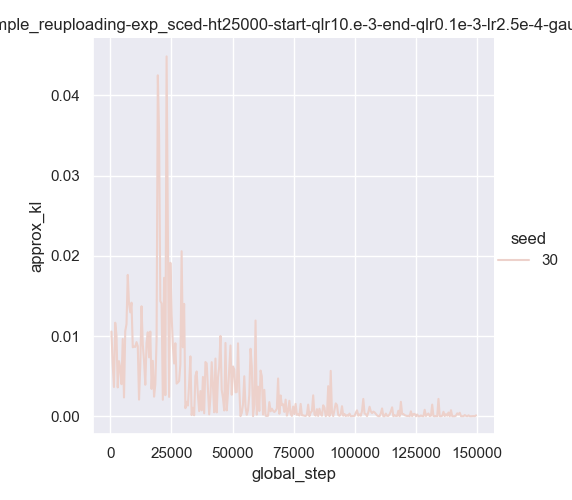 mple_reuploading-exp_sced-ht25000-start-qlr10.e-3-end-qlr0.1e-3-lr2.5e-4-gau
0.04
0.03
0.02
0.01
0.00
approx_kl
0 25000 50000 75000 100000 125000 150000
global_step
seed
30